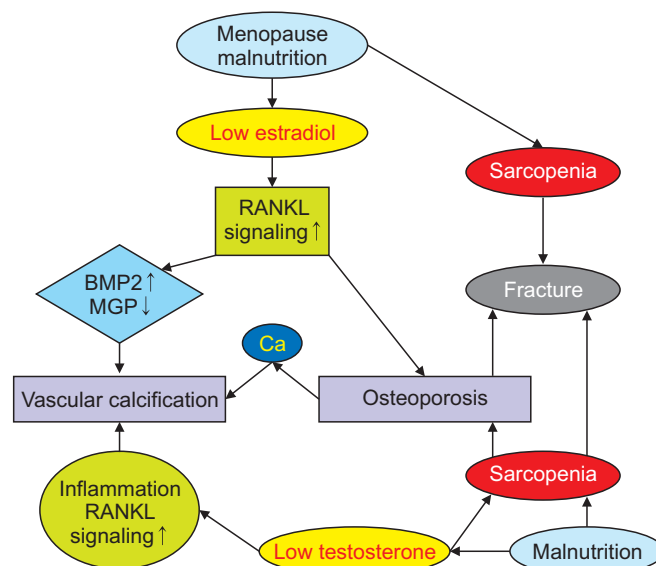 Menopause
malnutrition
Low estradiol
Sarcopenia
RANKL
signaling ↑
BMP2 ↑
MGP ↓
Fracture
Ca
Vascular calcification
Osteoporosis
Inflammation
RANKL
signaling ↑
Sarcopenia
Low testosterone
Malnutrition